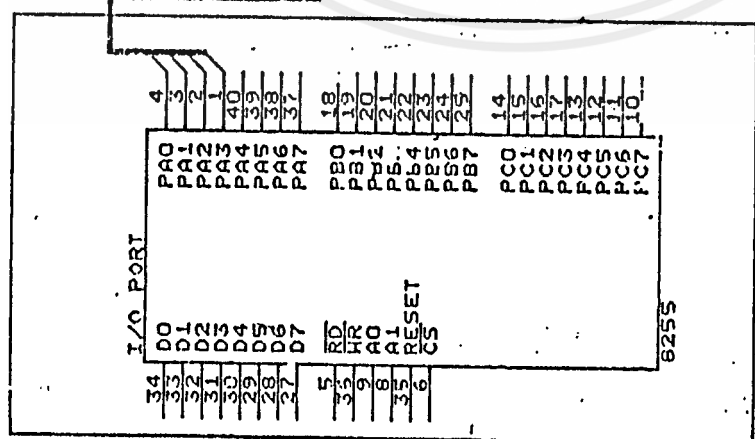 I/O PORT
34 D0 PA0 4
33 D1 PA1 3
32 D2 PA2 2
31 D3 PA3 1
30 D4 PA4 40
29 D5 PA5 39
28 D6 PA6 38
27 D7 PA7 37
5 RD PB0 18
WR PB1 19
9 A0 PB2 20
8 A1 21
35 RESET PB4 22
6 CS PB5 23
PB6 24
PB7 25
PC0 14
PC1 15
PC2 16
PC3 17
PC4 13
PC5 12
PC6 11
PC7 10
8255